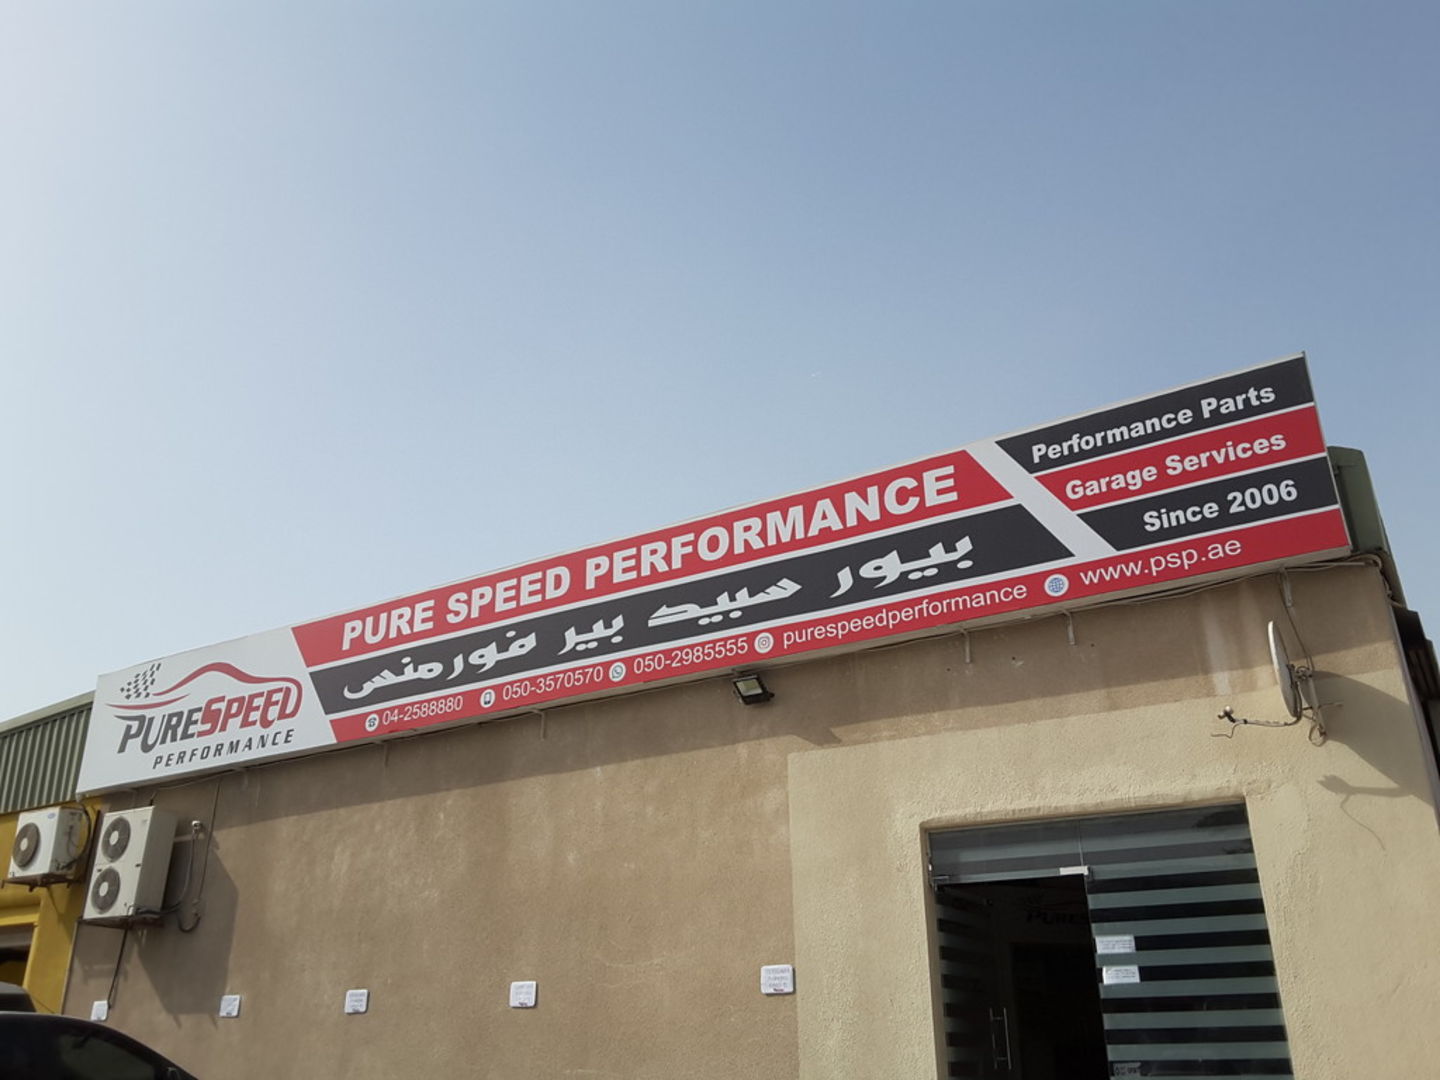 PURESPEED
PERFORMANCE
PURE SPEED PERFORMANCE
بيور سبيد بير فورمنس
04-2588880 050-3570570 050-2985555 purespeedperformance www.psp.ae
Performance Parts
Garage Services
Since 2006